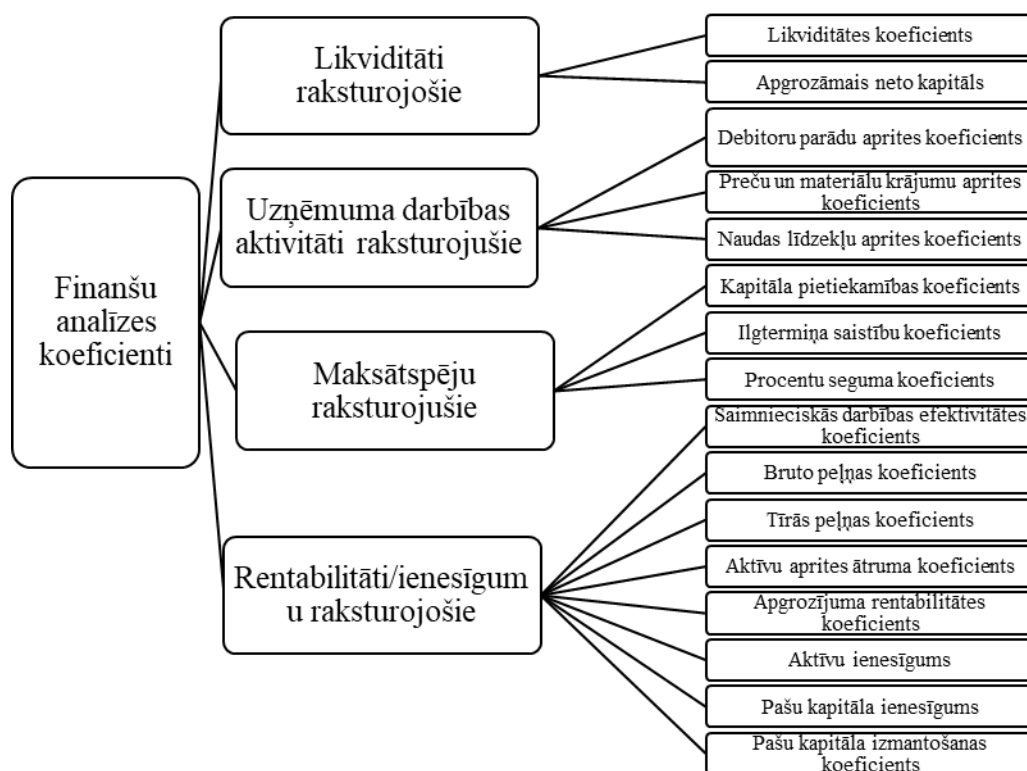 Finanšu
analīzes
koeficienti
Likviditāti
raksturojošie
Likviditātes koeficients
Apgrozāmais neto kapitāls
Uzņēmuma darbības
aktivitāti raksturojušie
Debitoru parādu aprites koeficients
Preču un materiālu krājumu aprites
koeficients
Naudas līdzekļu aprites koeficients
Maksātspēju
raksturojušie
Kapitāla pietiekamības koeficients
Ilgtermiņa saistību koeficients
Procentu seguma koeficients
Rentabilitāti/ienesīgum
u raksturojošie
Saimnieciskās darbības efektivitātes
koeficients
Bruto peļņas koeficients
Tīrās peļņas koeficients
Aktīvu aprites ātruma koeficients
Apgrozījuma rentabilitātes
koeficients
Aktīvu ienesīgums
Pašu kapitāla ienesīgums
Pašu kapitāla izmantošanas
koeficients